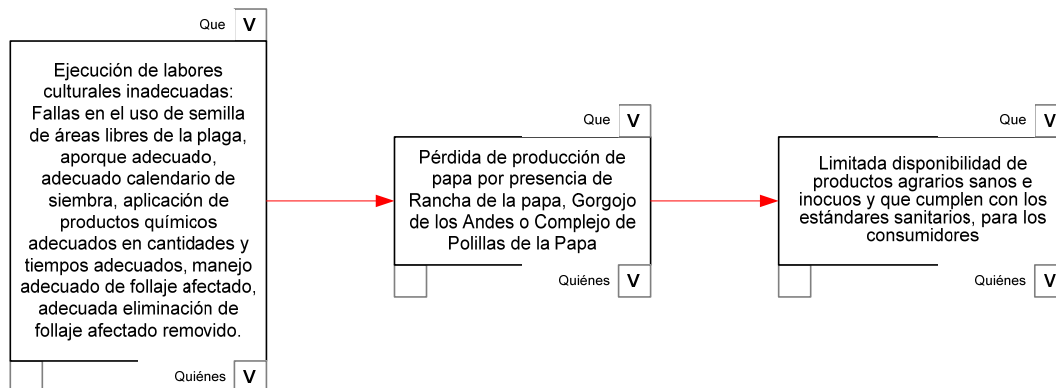 Que V
Ejecución de labores
culturales inadecuadas:
Fallas en el uso de semilla
de áreas libres de la plaga,
aporque adecuado,
adecuado calendario de
siembra, aplicación de
productos químicos
adecuados en cantidades y
tiempos adecuados, manejo
adecuado de follaje afectado,
adecuada eliminación de
follaje afectado removido.
Quiénes V
Que V
Pérdida de producción de
papa por presencia de
Rancha de la papa, Gorgojo
de los Andes o Complejo de
Polillas de la Papa
Quiénes V
Que V
Limitada disponibilidad de
productos agrarios sanos e
inocuos y que cumplen con los
estándares sanitarios, para los
consumidores
Quiénes V